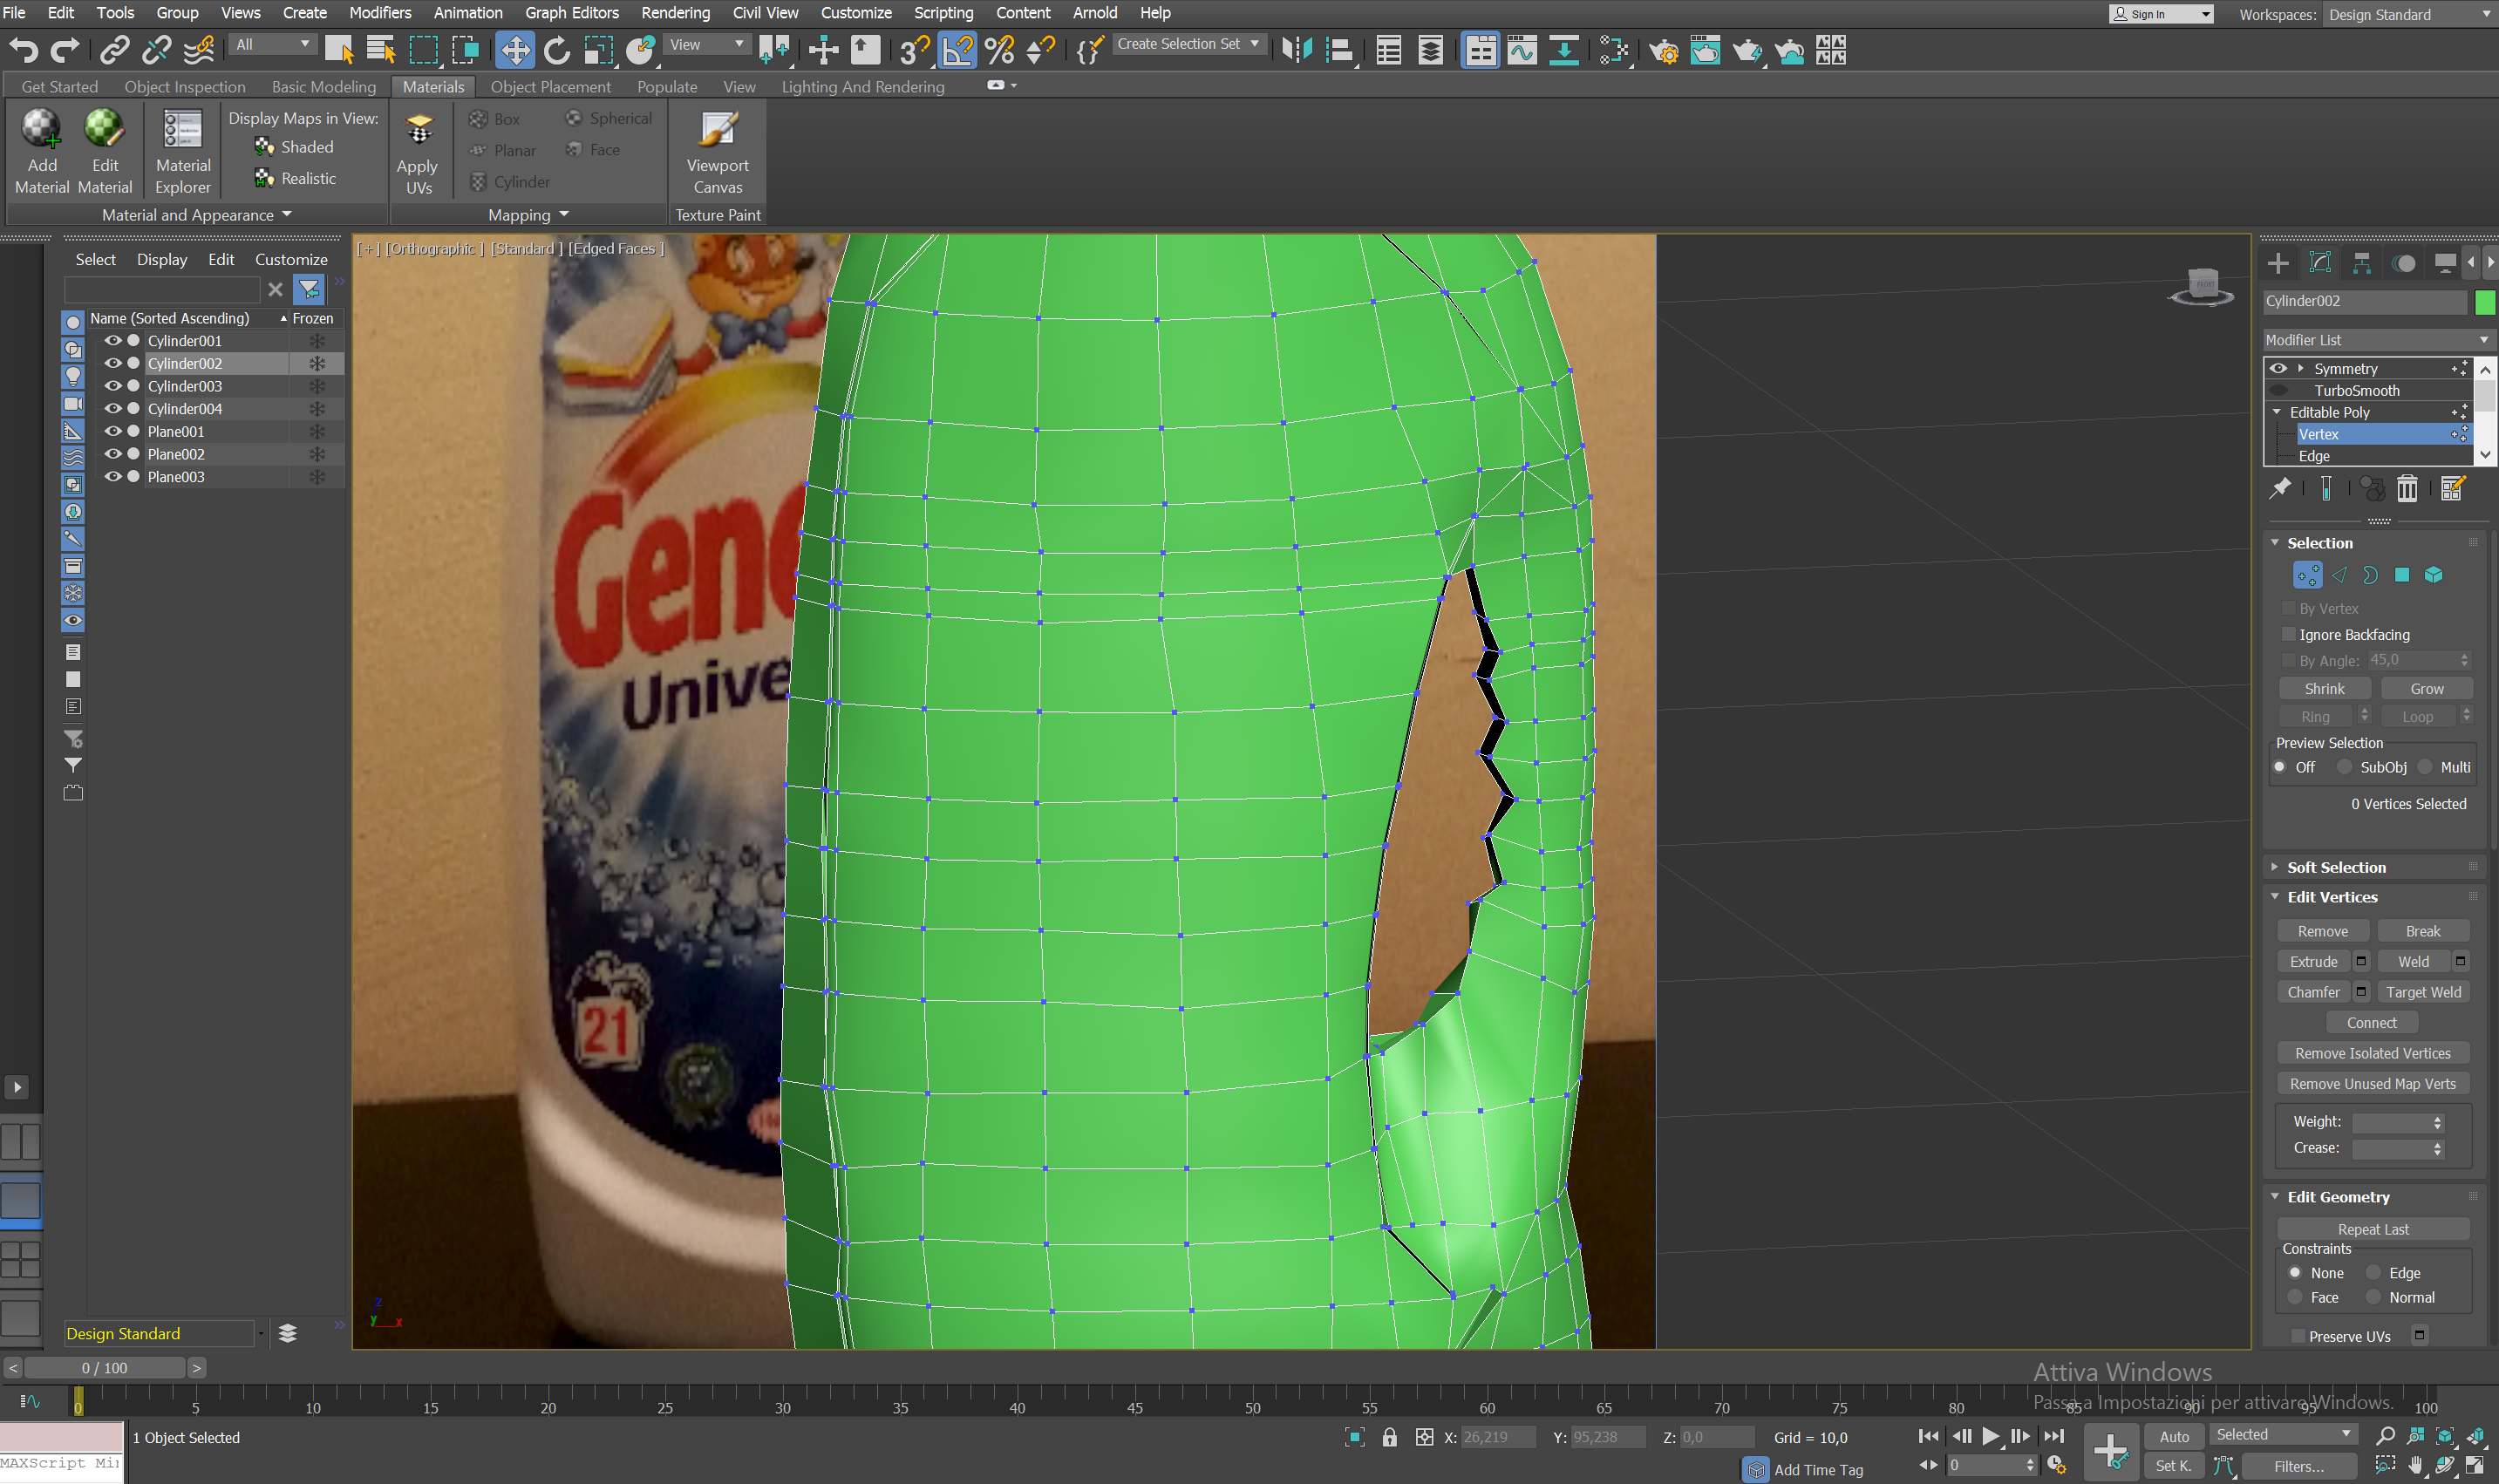 File Edit Tools Group Views Create Modifiers Animation Graph Editors Rendering Civil View Customize Scripting Content Arnold Help
Sign In
Workspaces: Design Standard
All
View
Create Selection Set
Get Started Object Inspection Basic Modeling Materials Object Placement Populate View Lighting And Rendering
Add Material
Edit Material
Material Explorer
Display Maps in View:
Shaded
Realistic
Apply UVs
Box
Planar
Cylinder
Spherical
Face
Viewport Canvas
Material and Appearance
Mapping
Texture Paint
Select Display Edit Customize
Name (Sorted Ascending) Frozen
Cylinder001
Cylinder002
Cylinder003
Cylinder004
Plane001
Plane002
Plane003
Design Standard
[+] [Orthographic ] [Standard ] [Edged Faces ]
Gen
Unive
21
z
y x
Cylinder002
Modifier List
Symmetry
TurboSmooth
Editable Poly
Vertex
Edge
Selection
By Vertex
Ignore Backfacing
By Angle: 45,0
Shrink Grow
Ring Loop
Preview Selection
Off SubObj Multi
0 Vertices Selected
Soft Selection
Edit Vertices
Remove Break
Extrude Weld
Chamfer Target Weld
Connect
Remove Isolated Vertices
Remove Unused Map Verts
Weight:
Crease:
Edit Geometry
Repeat Last
Constraints
None Edge
Face Normal
Preserve UVs
Attiva Windows
Passa a Impostazioni per attivare Windows.
< 0 / 100 >
0 5 10 15 20 25 30 35 40 45 50 55 60 65 70 75 80 85 90 95 100
MAXScript Mi
1 Object Selected
X: 26,219 Y: 95,238 Z: 0,0 Grid = 10,0
Add Time Tag
0
Auto
Set K.
Selected
Filters...